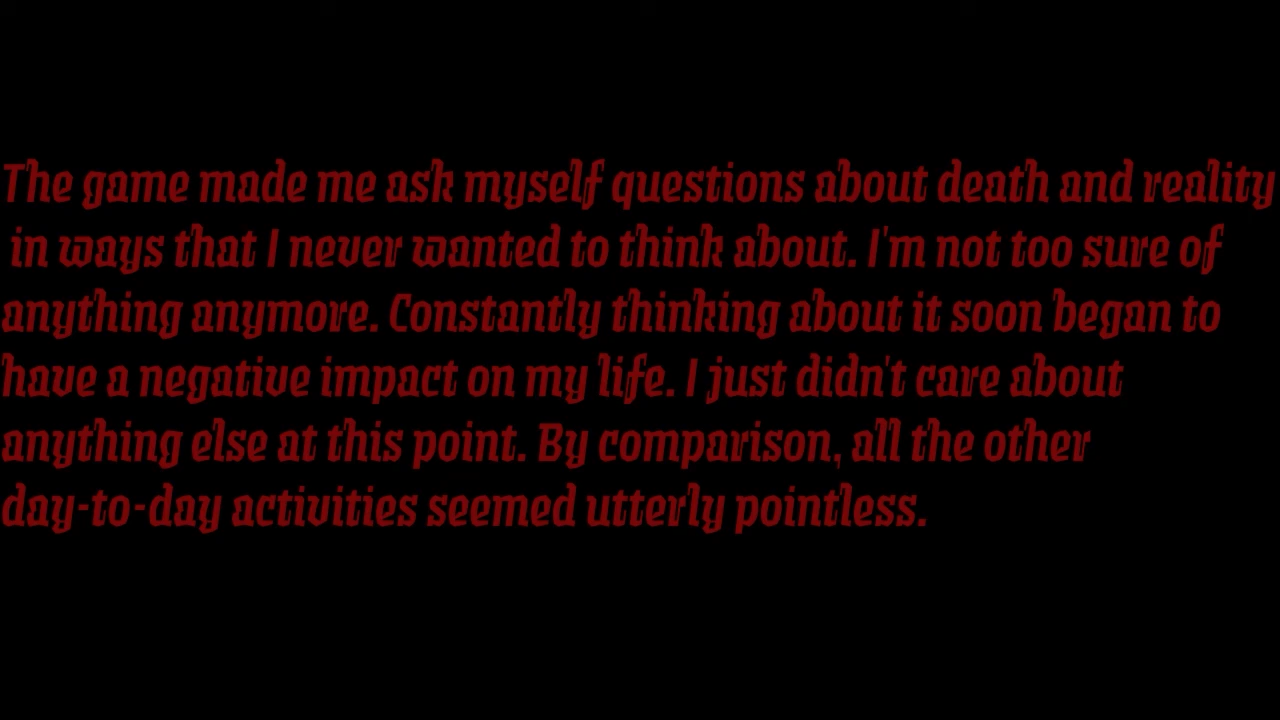 The game made me ask myself questions about death and reality
in ways that I never wanted to think about. I'm not too sure of
anything anymore. Constantly thinking about it soon began to
have a negative impact on my life. I just didn't care about
anything else at this point. By comparison, all the other
day-to-day activities seemed utterly pointless.